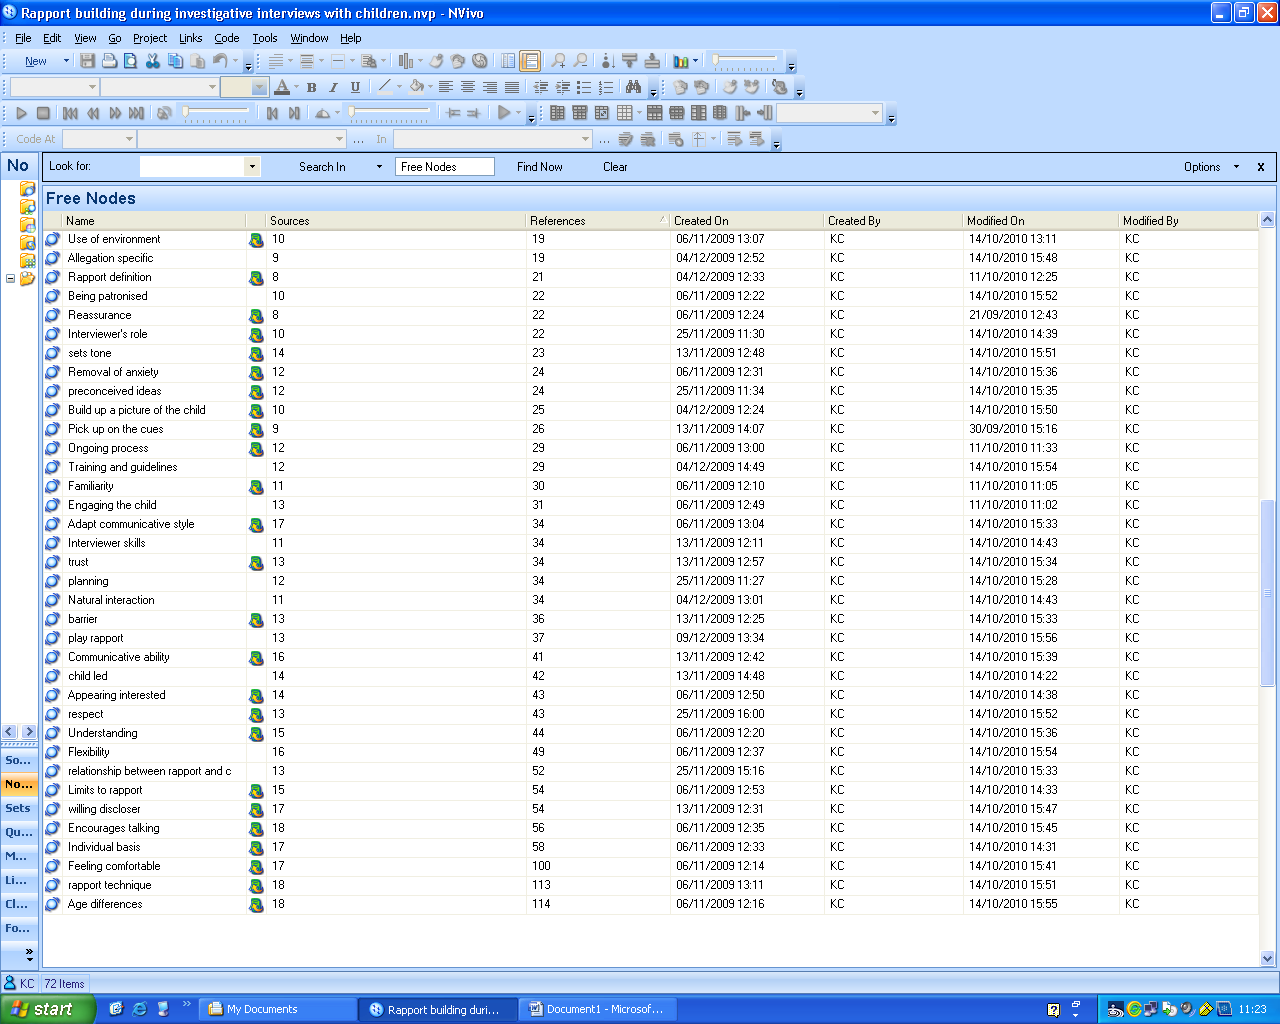 Rapport building during investigative interviews with children.nvp - NVivo
File Edit View Go Project Links Code Tools Window Help
New
B I U
Code At ... In ...
No Look for: Search In Free Nodes Find Now Clear Options x
Free Nodes
Name Sources References Created On Created By Modified On Modified By
Use of environment 10 19 06/11/2009 13:07 KC 14/10/2010 13:11 KC
Allegation specific 9 19 04/12/2009 12:52 KC 14/10/2010 15:48 KC
Rapport definition 8 21 04/12/2009 12:33 KC 11/10/2010 12:25 KC
Being patronised 10 22 06/11/2009 12:22 KC 14/10/2010 15:52 KC
Reassurance 8 22 06/11/2009 12:24 KC 21/09/2010 12:43 KC
Interviewer's role 10 22 25/11/2009 11:30 KC 14/10/2010 14:39 KC
sets tone 14 23 13/11/2009 12:48 KC 14/10/2010 15:51 KC
Removal of anxiety 12 24 06/11/2009 12:31 KC 14/10/2010 15:36 KC
preconceived ideas 12 24 25/11/2009 11:34 KC 14/10/2010 15:35 KC
Build up a picture of the child 10 25 04/12/2009 12:24 KC 14/10/2010 15:50 KC
Pick up on the cues 9 26 13/11/2009 14:07 KC 30/09/2010 15:16 KC
Ongoing process 12 29 06/11/2009 13:00 KC 11/10/2010 11:33 KC
Training and guidelines 12 29 04/12/2009 14:49 KC 14/10/2010 15:54 KC
Familiarity 11 30 06/11/2009 12:10 KC 11/10/2010 11:05 KC
Engaging the child 13 31 06/11/2009 12:49 KC 11/10/2010 11:02 KC
Adapt communicative style 17 34 06/11/2009 13:04 KC 14/10/2010 15:33 KC
Interviewer skills 11 34 13/11/2009 12:11 KC 14/10/2010 14:43 KC
trust 13 34 13/11/2009 12:57 KC 14/10/2010 15:34 KC
planning 12 34 25/11/2009 11:27 KC 14/10/2010 15:28 KC
Natural interaction 11 34 04/12/2009 13:01 KC 14/10/2010 14:43 KC
barrier 13 36 13/11/2009 12:25 KC 14/10/2010 15:33 KC
play rapport 13 37 09/12/2009 13:34 KC 14/10/2010 15:56 KC
Communicative ability 16 41 13/11/2009 12:42 KC 14/10/2010 15:39 KC
child led 14 42 13/11/2009 14:48 KC 14/10/2010 14:22 KC
Appearing interested 14 43 06/11/2009 12:50 KC 14/10/2010 14:38 KC
respect 13 43 25/11/2009 16:00 KC 14/10/2010 15:52 KC
Understanding 15 44 06/11/2009 12:20 KC 14/10/2010 15:36 KC
Flexibility 16 49 06/11/2009 12:37 KC 14/10/2010 15:54 KC
relationship between rapport and c 13 52 25/11/2009 15:16 KC 14/10/2010 15:33 KC
Limits to rapport 15 54 06/11/2009 12:53 KC 14/10/2010 14:33 KC
willing discloser 17 54 13/11/2009 12:31 KC 14/10/2010 15:47 KC
Encourages talking 18 56 06/11/2009 12:35 KC 14/10/2010 15:45 KC
Individual basis 17 58 06/11/2009 12:33 KC 14/10/2010 14:31 KC
Feeling comfortable 17 100 06/11/2009 12:14 KC 14/10/2010 15:41 KC
rapport technique 18 113 06/11/2009 13:11 KC 14/10/2010 15:51 KC
Age differences 18 114 06/11/2009 12:16 KC 14/10/2010 15:55 KC
So...
No...
Sets
Qu...
M...
Li...
Cl...
Fo...
KC 72 Items
start My Documents Rapport building duri... Document1 - Microsof... 11:23